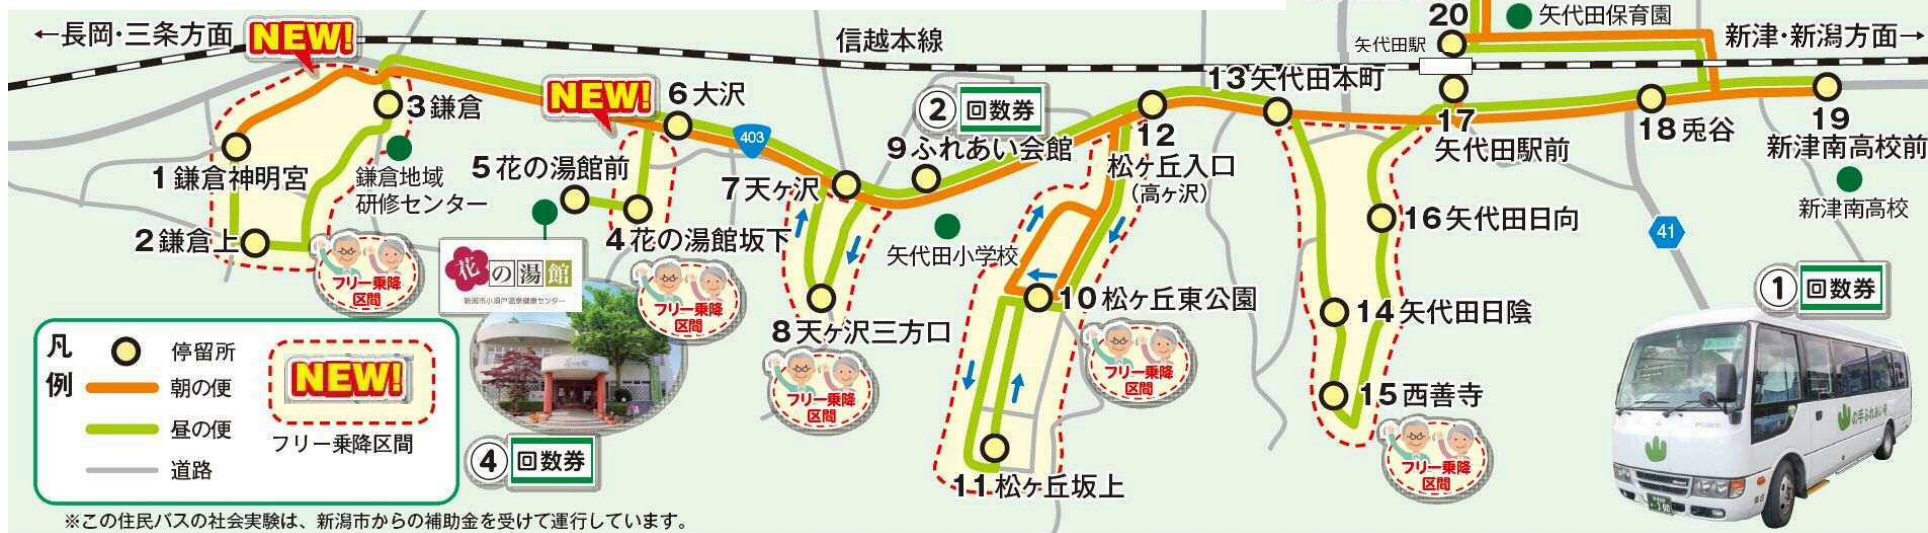 ←長岡・三条方面
NEW!
信越本線
20
矢代田保育園
矢代田駅
新津・新潟方面→
3 鎌倉
NEW!
6 大沢
403
② 回数券
13 矢代田本町
1 鎌倉神明宮
鎌倉地域
研修センター
5 花の湯館前
7 天ヶ沢
9 ふれあい会館
12
松ヶ丘入口
(高ヶ沢)
17
矢代田駅前
18 兎谷
19
新津南高校前
新津南高校
2 鎌倉上
フリー乗降
区間
花の湯館
新潟市小須戸温泉健康センター
4 花の湯館坂下
フリー乗降
区間
矢代田小学校
16 矢代田日向
41
8 天ヶ沢三方口
フリー乗降
区間
10 松ヶ丘東公園
フリー乗降
区間
14 矢代田日陰
① 回数券
15 西善寺
フリー乗降
区間
11 松ヶ丘坂上
凡例
停留所
朝の便
昼の便
道路
NEW!
フリー乗降区間
④ 回数券
の手ふれあい号
※この住民バスの社会実験は、新潟市からの補助金を受けて運行しています。